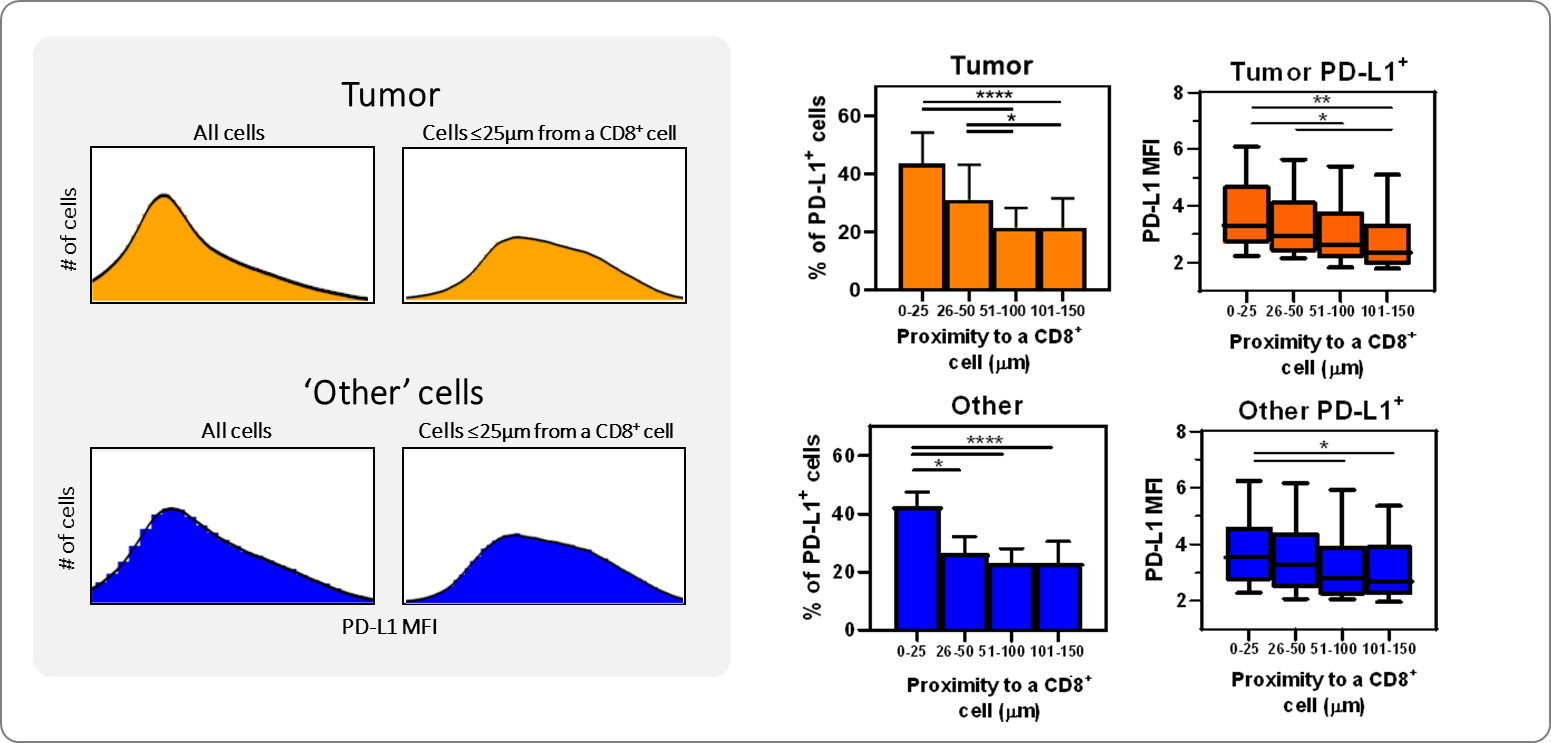 Tumor
All cells
Cells ≤25μm from a CD8⁺ cell
# of cells
‘Other’ cells
All cells
Cells ≤25μm from a CD8⁺ cell
# of cells
PD-L1 MFI
Tumor
% of PD-L1⁺ cells
60
40
20
0
****
*
0-25 26-50 51-100 101-150
Proximity to a CD8⁺
cell (μm)
Tumor PD-L1⁺
PD-L1 MFI
8
6
4
2
**
*
0-25 26-50 51-100 101-150
Proximity to a CD8⁺
cell (μm)
Other
% of PD-L1⁺ cells
60
40
20
0
****
*
0-25 26-50 51-100 101-150
Proximity to a CD8⁺
cell (μm)
Other PD-L1⁺
PD-L1 MFI
8
6
4
2
*
0-25 26-50 51-100 101-150
Proximity to a CD8⁺
cell (μm)